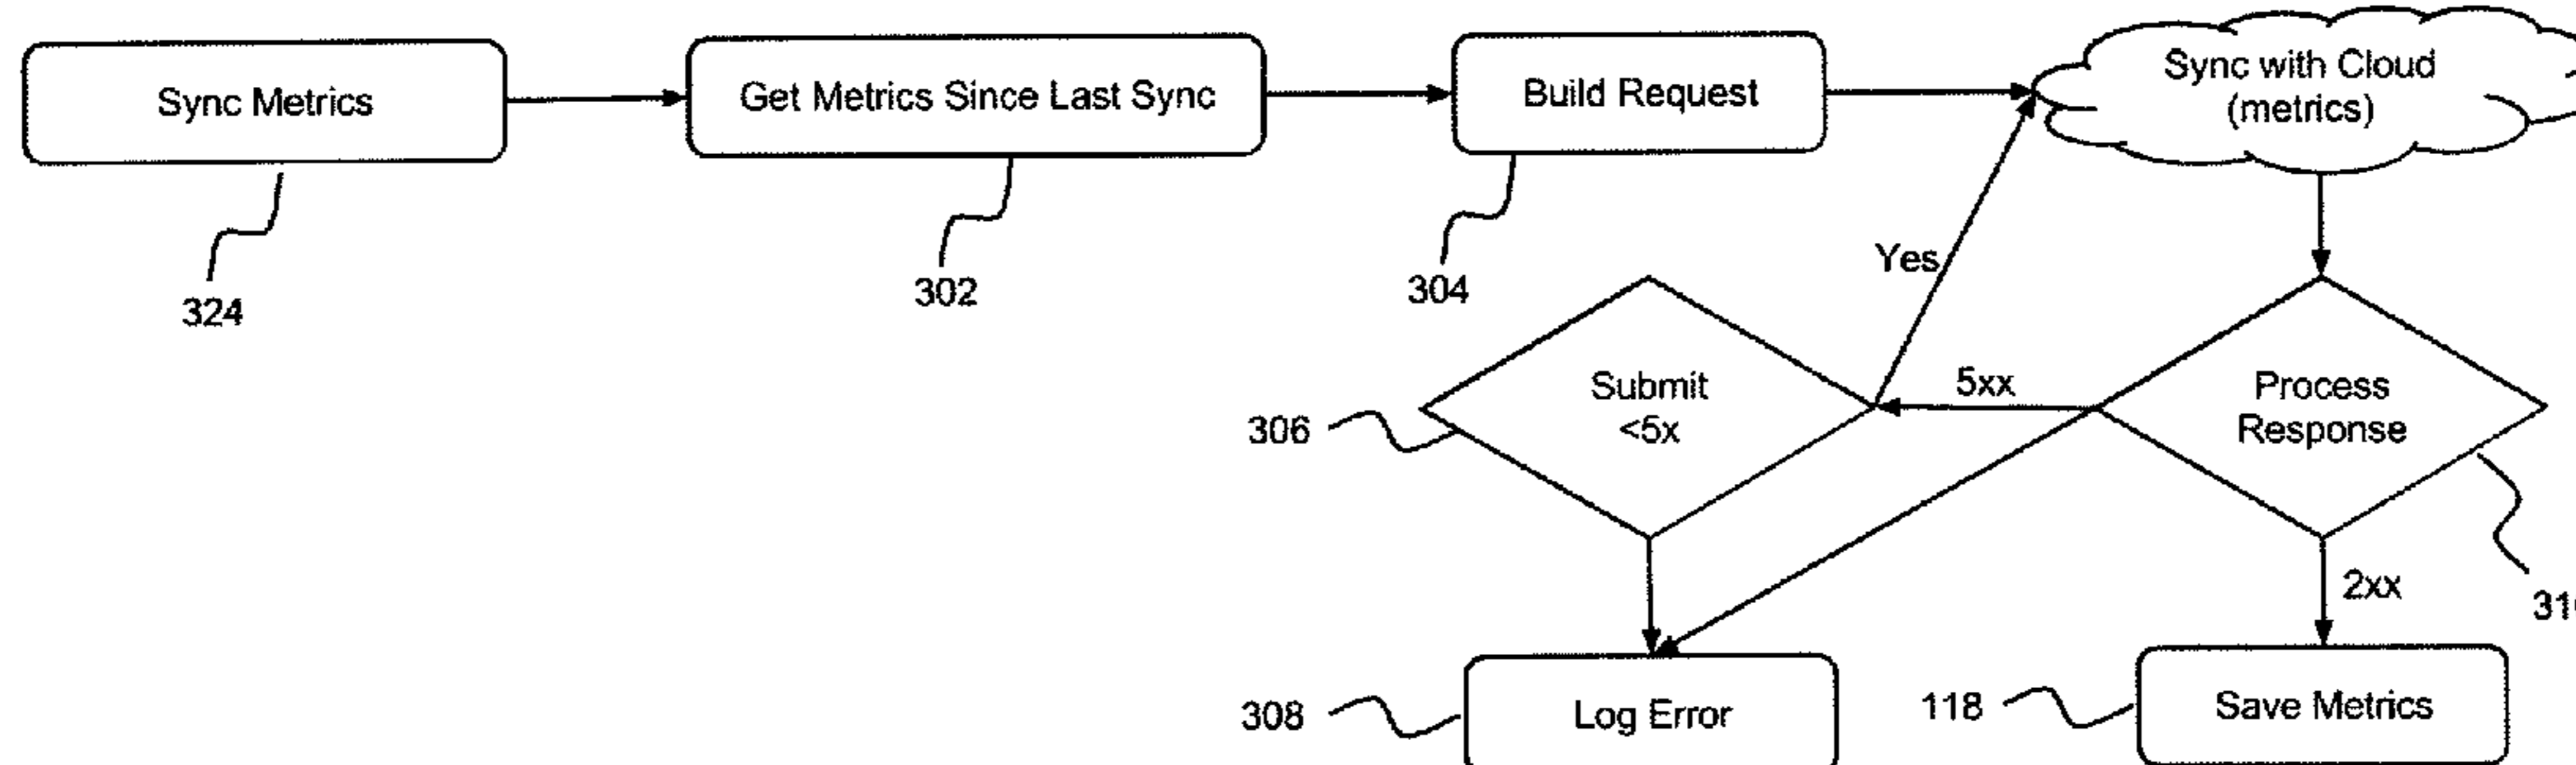 Sync Metrics
Get Metrics Since Last Sync
Build Request
Sync with Cloud
(metrics)
324
302
304
Yes
Submit
<5x
5xx
Process
Response
306
2xx
308
Log Error
118
Save Metrics